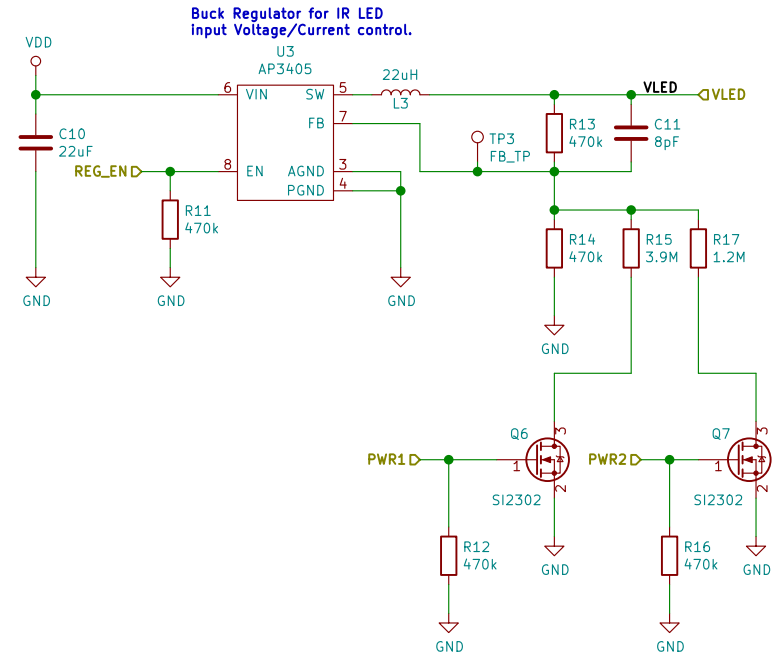 Buck Regulator for IR LED
input Voltage/Current control.
VDD
U3
AP3405
6 VIN SW 5
22uH
L3
VLED
VLED
C10
22uF
FB 7
TP3
FB_TP
R13
470k
C11
8pF
REG_EN
8 EN AGND 3
PGND 4
R11
470k
R14
470k
R15
3.9M
R17
1.2M
GND
GND
GND
GND
PWR1
Q6
3
1
2
SI2302
PWR2
Q7
3
1
2
SI2302
R12
470k
GND
R16
470k
GND
GND
GND